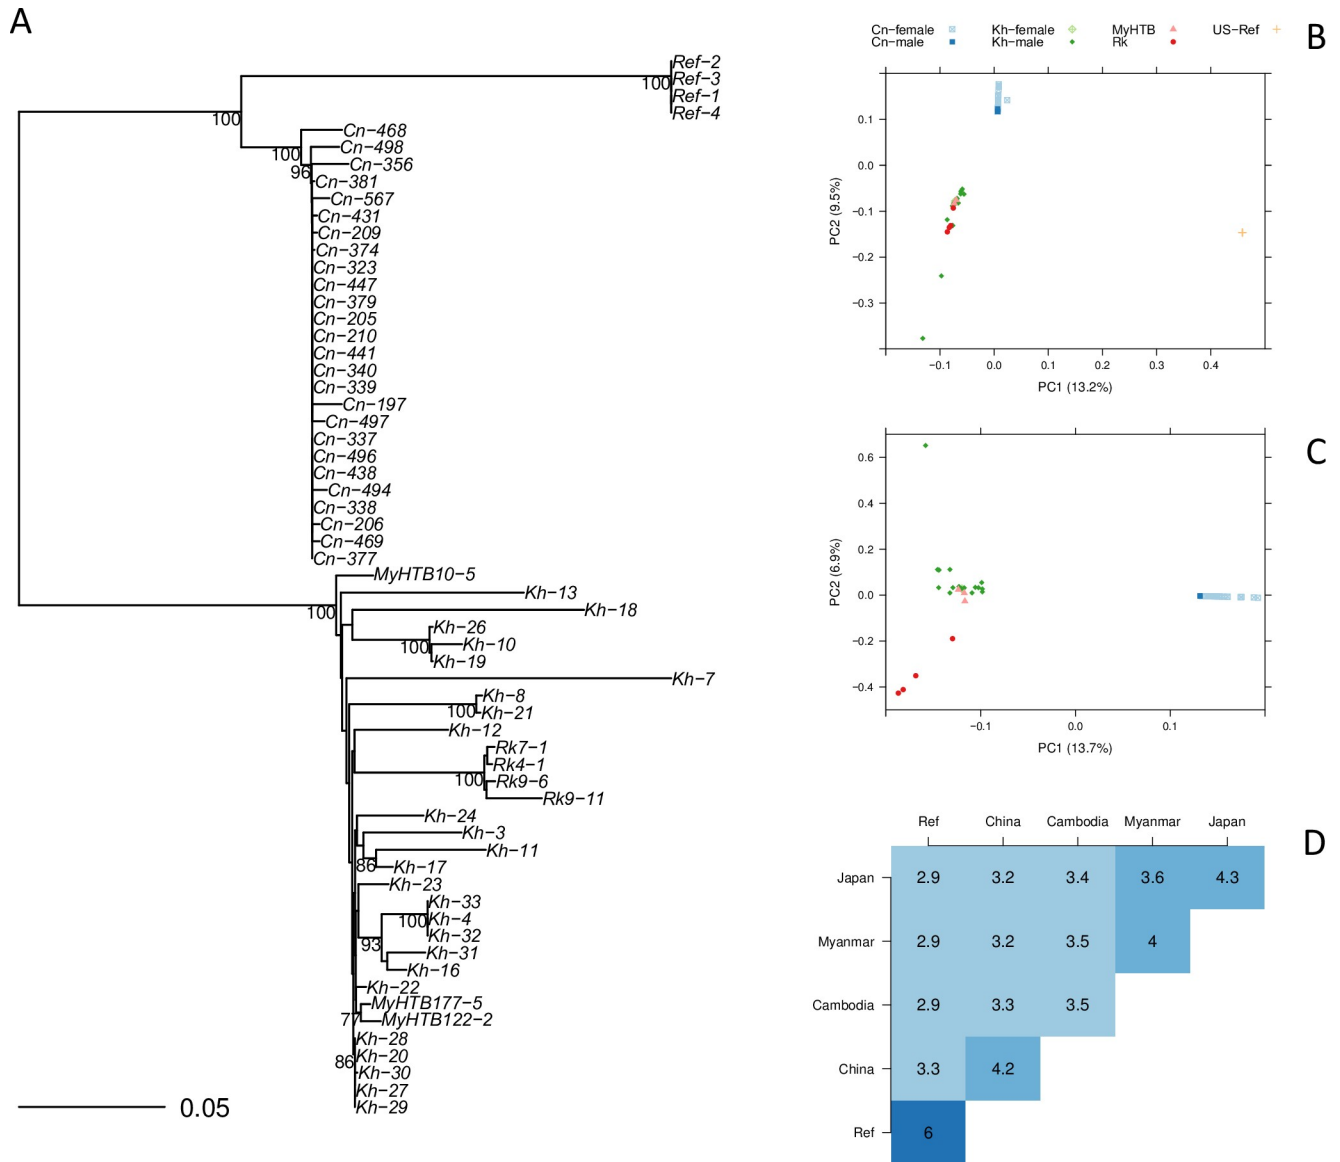 A
Ref−2
Ref−3
100
Ref−1
Ref−4
100
Cn−468
Cn−498
100
Cn−356
96
Cn−381
Cn−567
Cn−431
Cn−209
Cn−374
Cn−323
Cn−447
Cn−379
Cn−205
Cn−210
Cn−441
Cn−340
Cn−339
Cn−197
Cn−497
Cn−337
Cn−496
Cn−438
Cn−494
Cn−338
Cn−206
Cn−469
Cn−377
MyHTB10−5
Kh−13
100
Kh−18
Kh−26
100
Kh−10
Kh−19
Kh−7
Kh−8
100
Kh−21
Kh−12
Rk7−1
Rk4−1
100
Rk9−6
Rk9−11
Kh−24
Kh−3
Kh−11
86
Kh−17
Kh−23
Kh−33
100
Kh−4
Kh−32
93
Kh−31
Kh−16
Kh−22
MyHTB177−5
77
MyHTB122−2
Kh−28
Kh−20
86
Kh−30
Kh−27
Kh−29
0.05
B
Cn−female Kh−female MyHTB US−Ref
Cn−male Kh−male Rk
0.1
0.0
−0.1
−0.2
−0.3
PC2 (9.5%)
−0.1 0.0 0.1 0.2 0.3 0.4
PC1 (13.2%)
C
0.6
0.4
0.2
0.0
−0.2
−0.4
PC2 (6.9%)
−0.1 0.0 0.1
PC1 (13.7%)
D
Ref China Cambodia Myanmar Japan
Japan 2.9 3.2 3.4 3.6 4.3
Myanmar 2.9 3.2 3.5 4
Cambodia 2.9 3.3 3.5
China 3.3 4.2
Ref 6